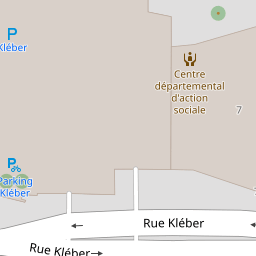 P
Kléber
Centre
départemental
d'action
sociale
7
P
Parking
Kléber
Rue Kléber
Rue Kléber